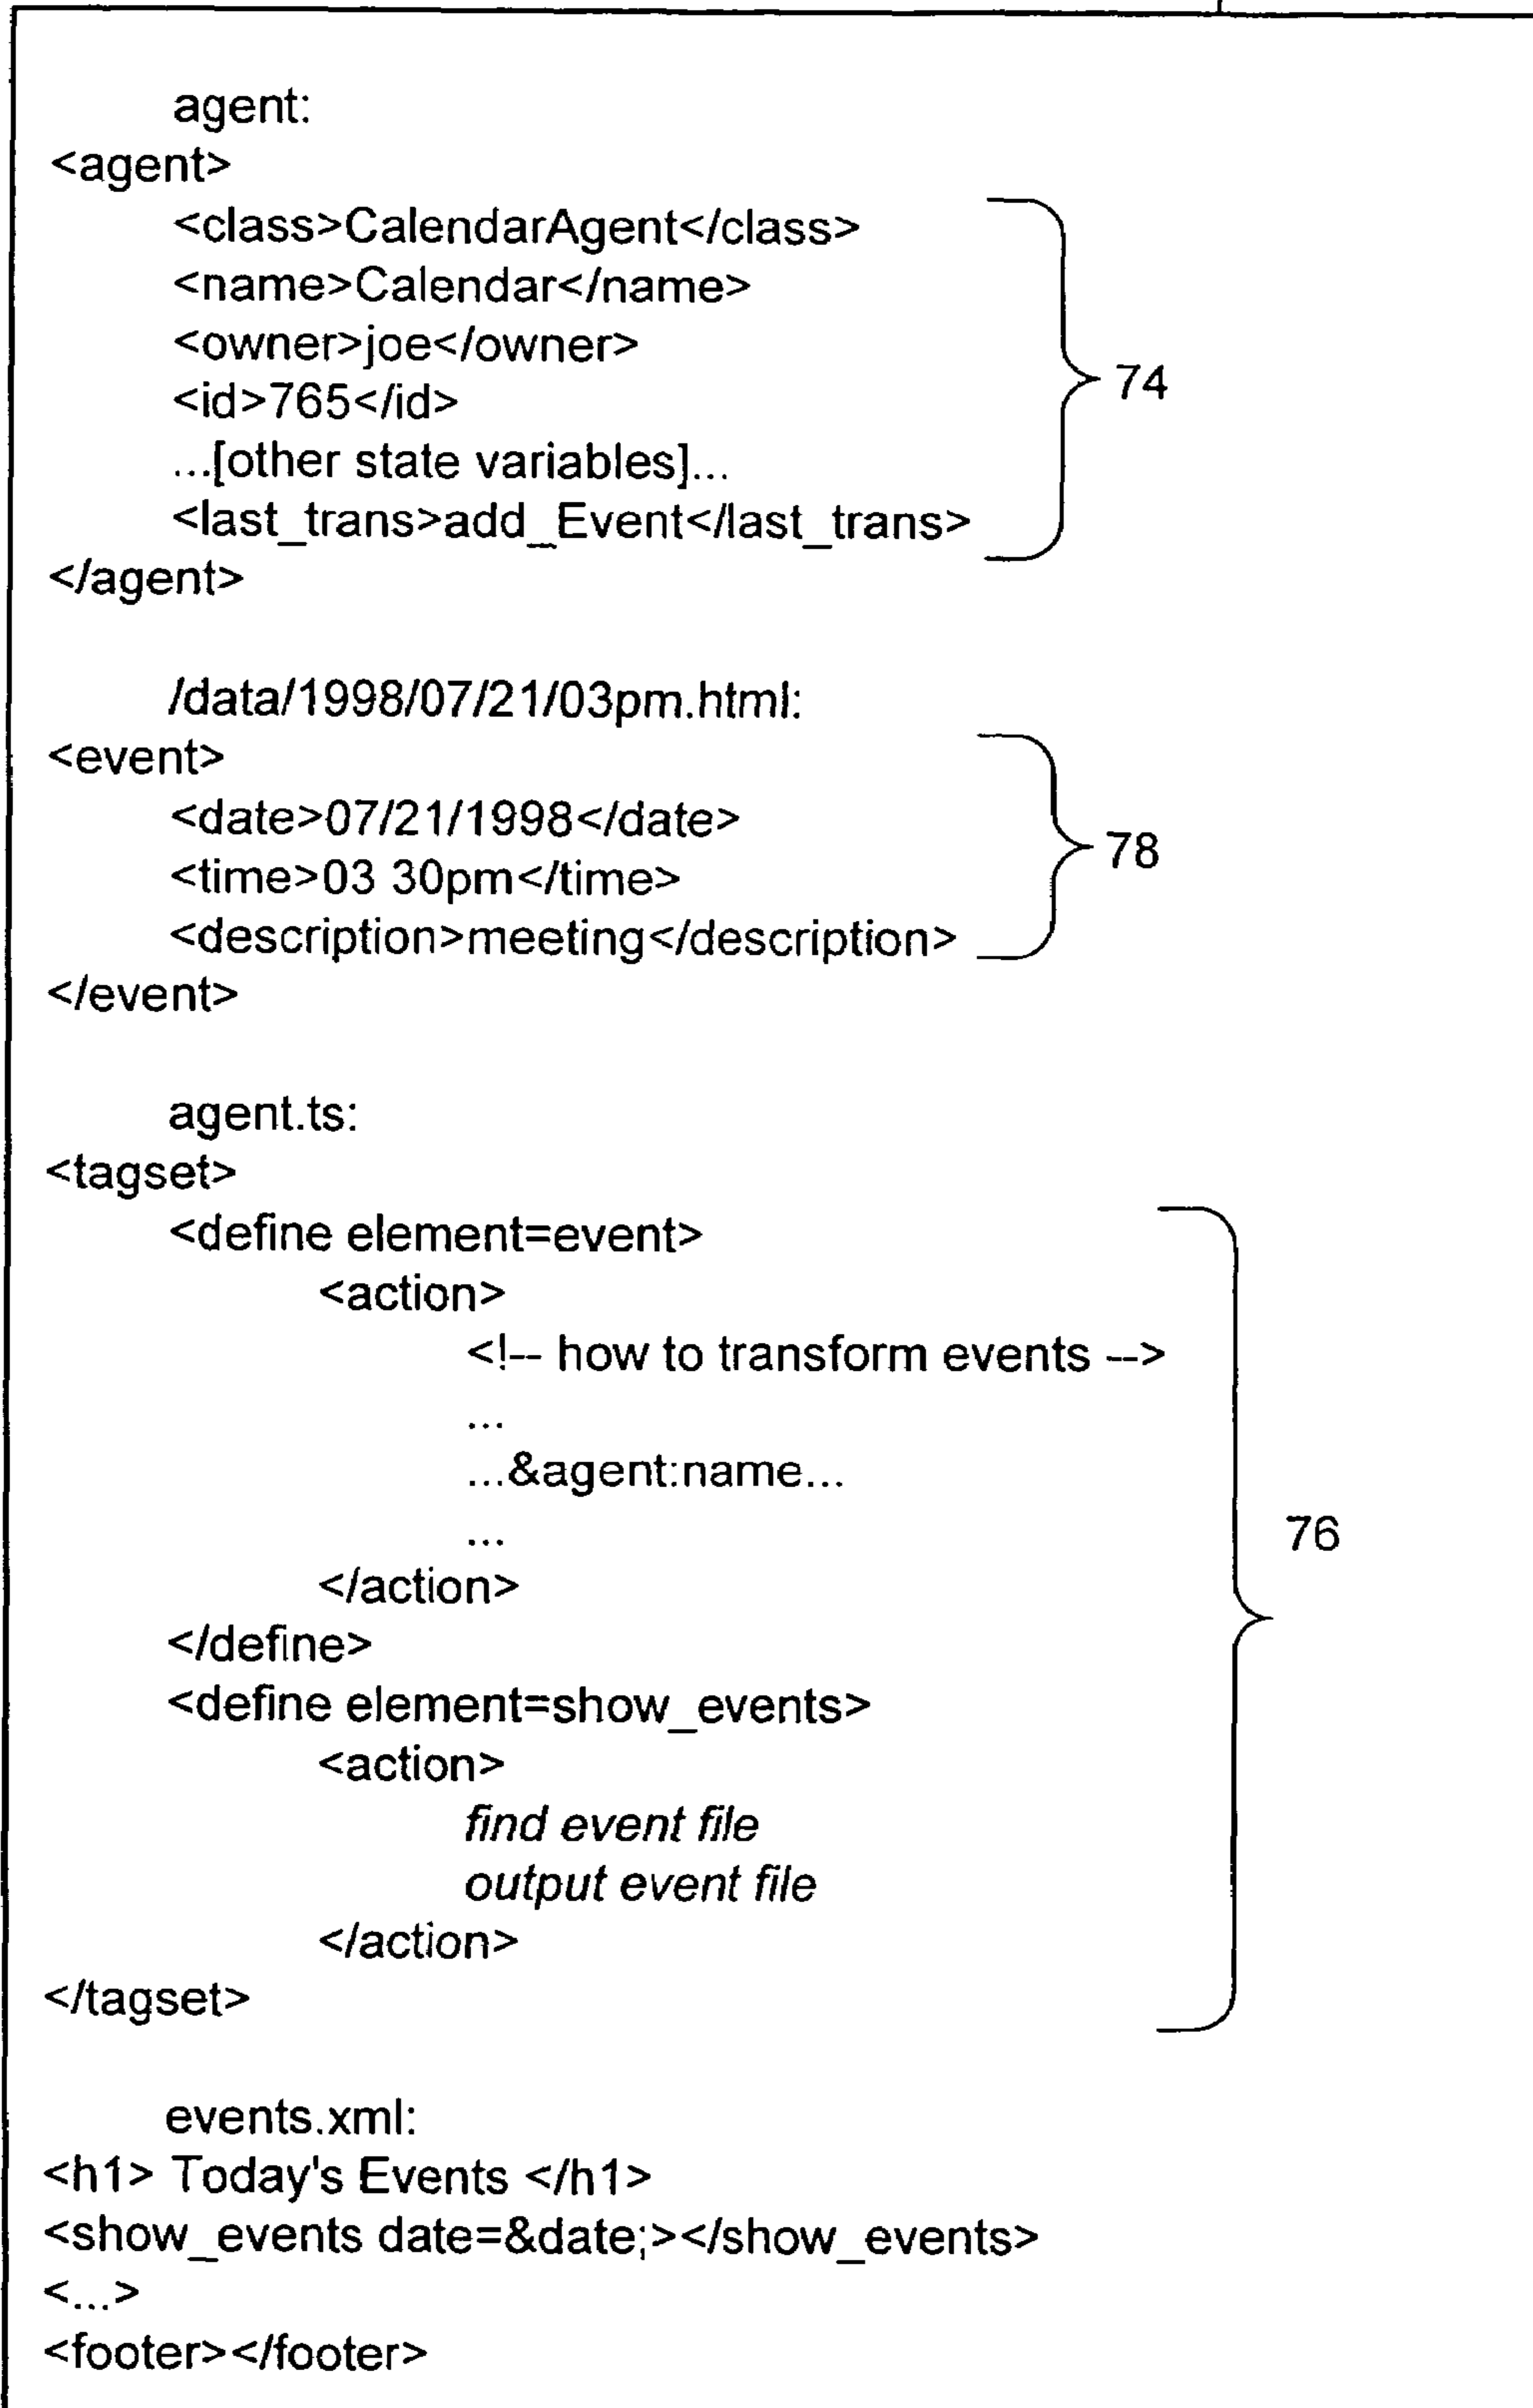 agent:
<agent>
<class>CalendarAgent</class>
<name>Calendar</name>
<owner>joe</owner>
<id>765</id>
74
...[other state variables]...
<last_trans>add_Event</last_trans>
</agent>
/data/1998/07/21/03pm.html:
<event>
<date>07/21/1998</date>
78
<time>03 30pm</time>
<description>meeting</description>
</event>
agent.ts:
<tagset>
<define element=event>
<action>
<!-- how to transform events -->
...
...&agent:name...
...
76
</action>
</define>
<define element=show_events>
<action>
find event file
output event file
</action>
</tagset>
events.xml:
<h1> Today's Events </h1>
<show_events date=&date;></show_events>
<...>
<footer></footer>